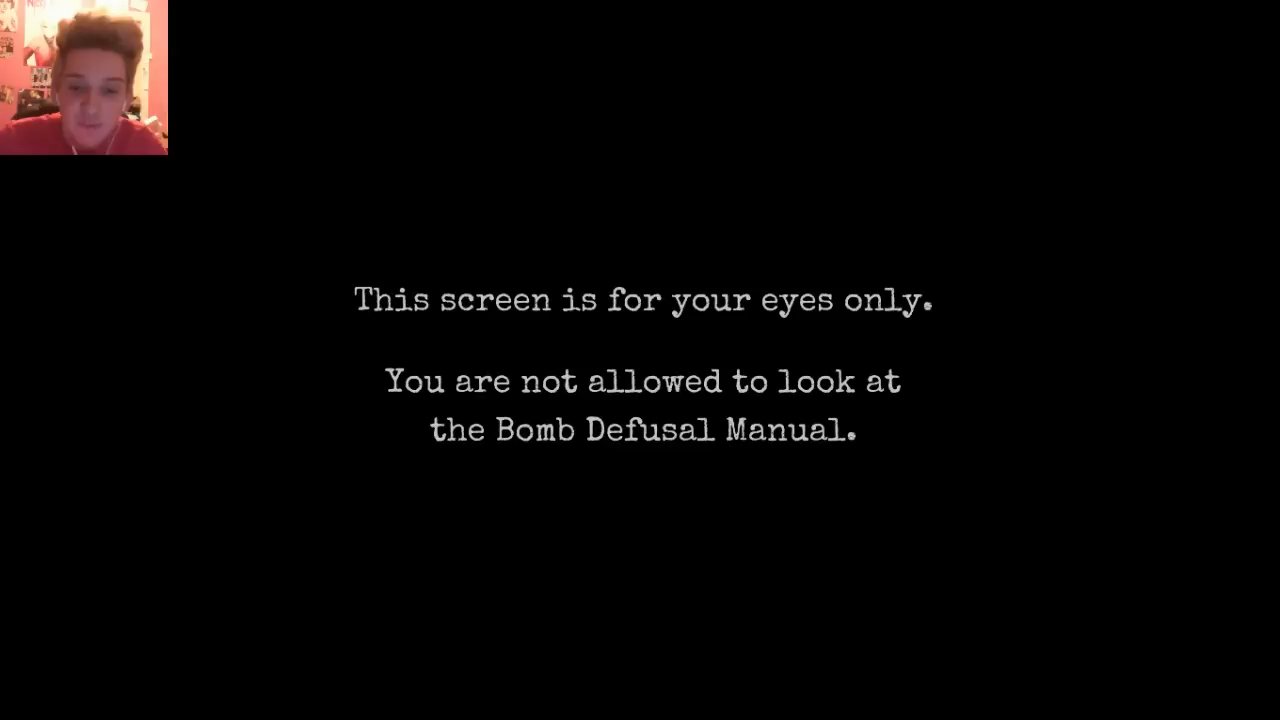 This screen is for your eyes only.
You are not allowed to look at
the Bomb Defusal Manual.